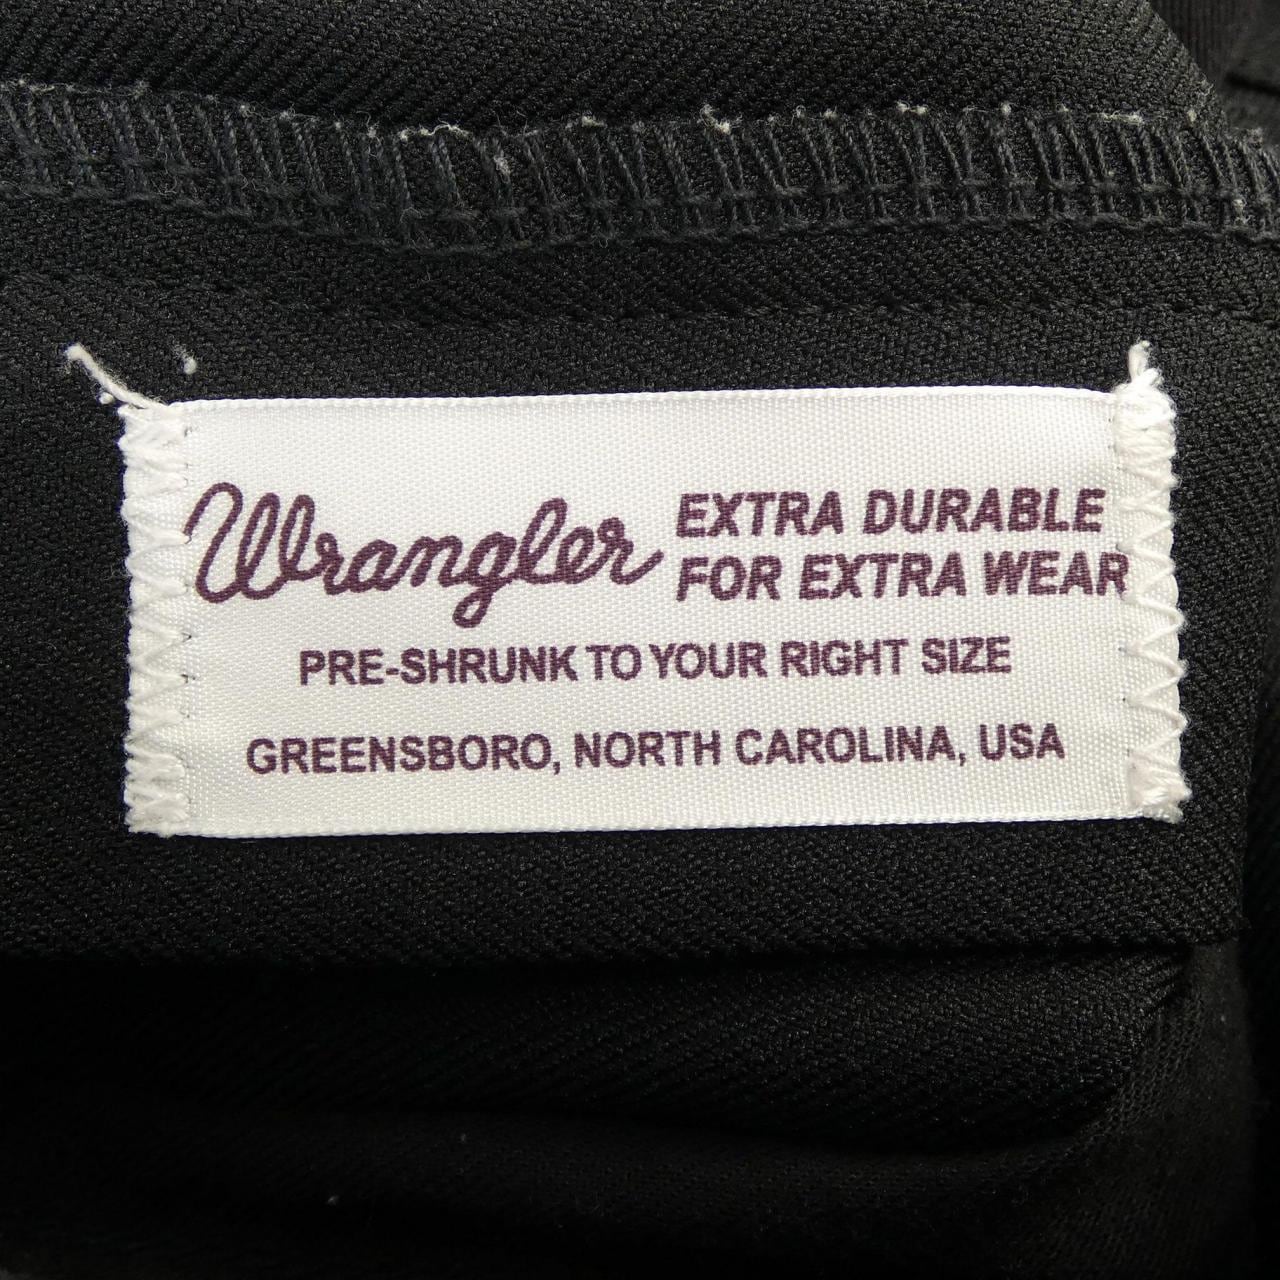 Wrangler EXTRA DURABLE
FOR EXTRA WEAR
PRE-SHRUNK TO YOUR RIGHT SIZE
GREENSBORO, NORTH CAROLINA, USA